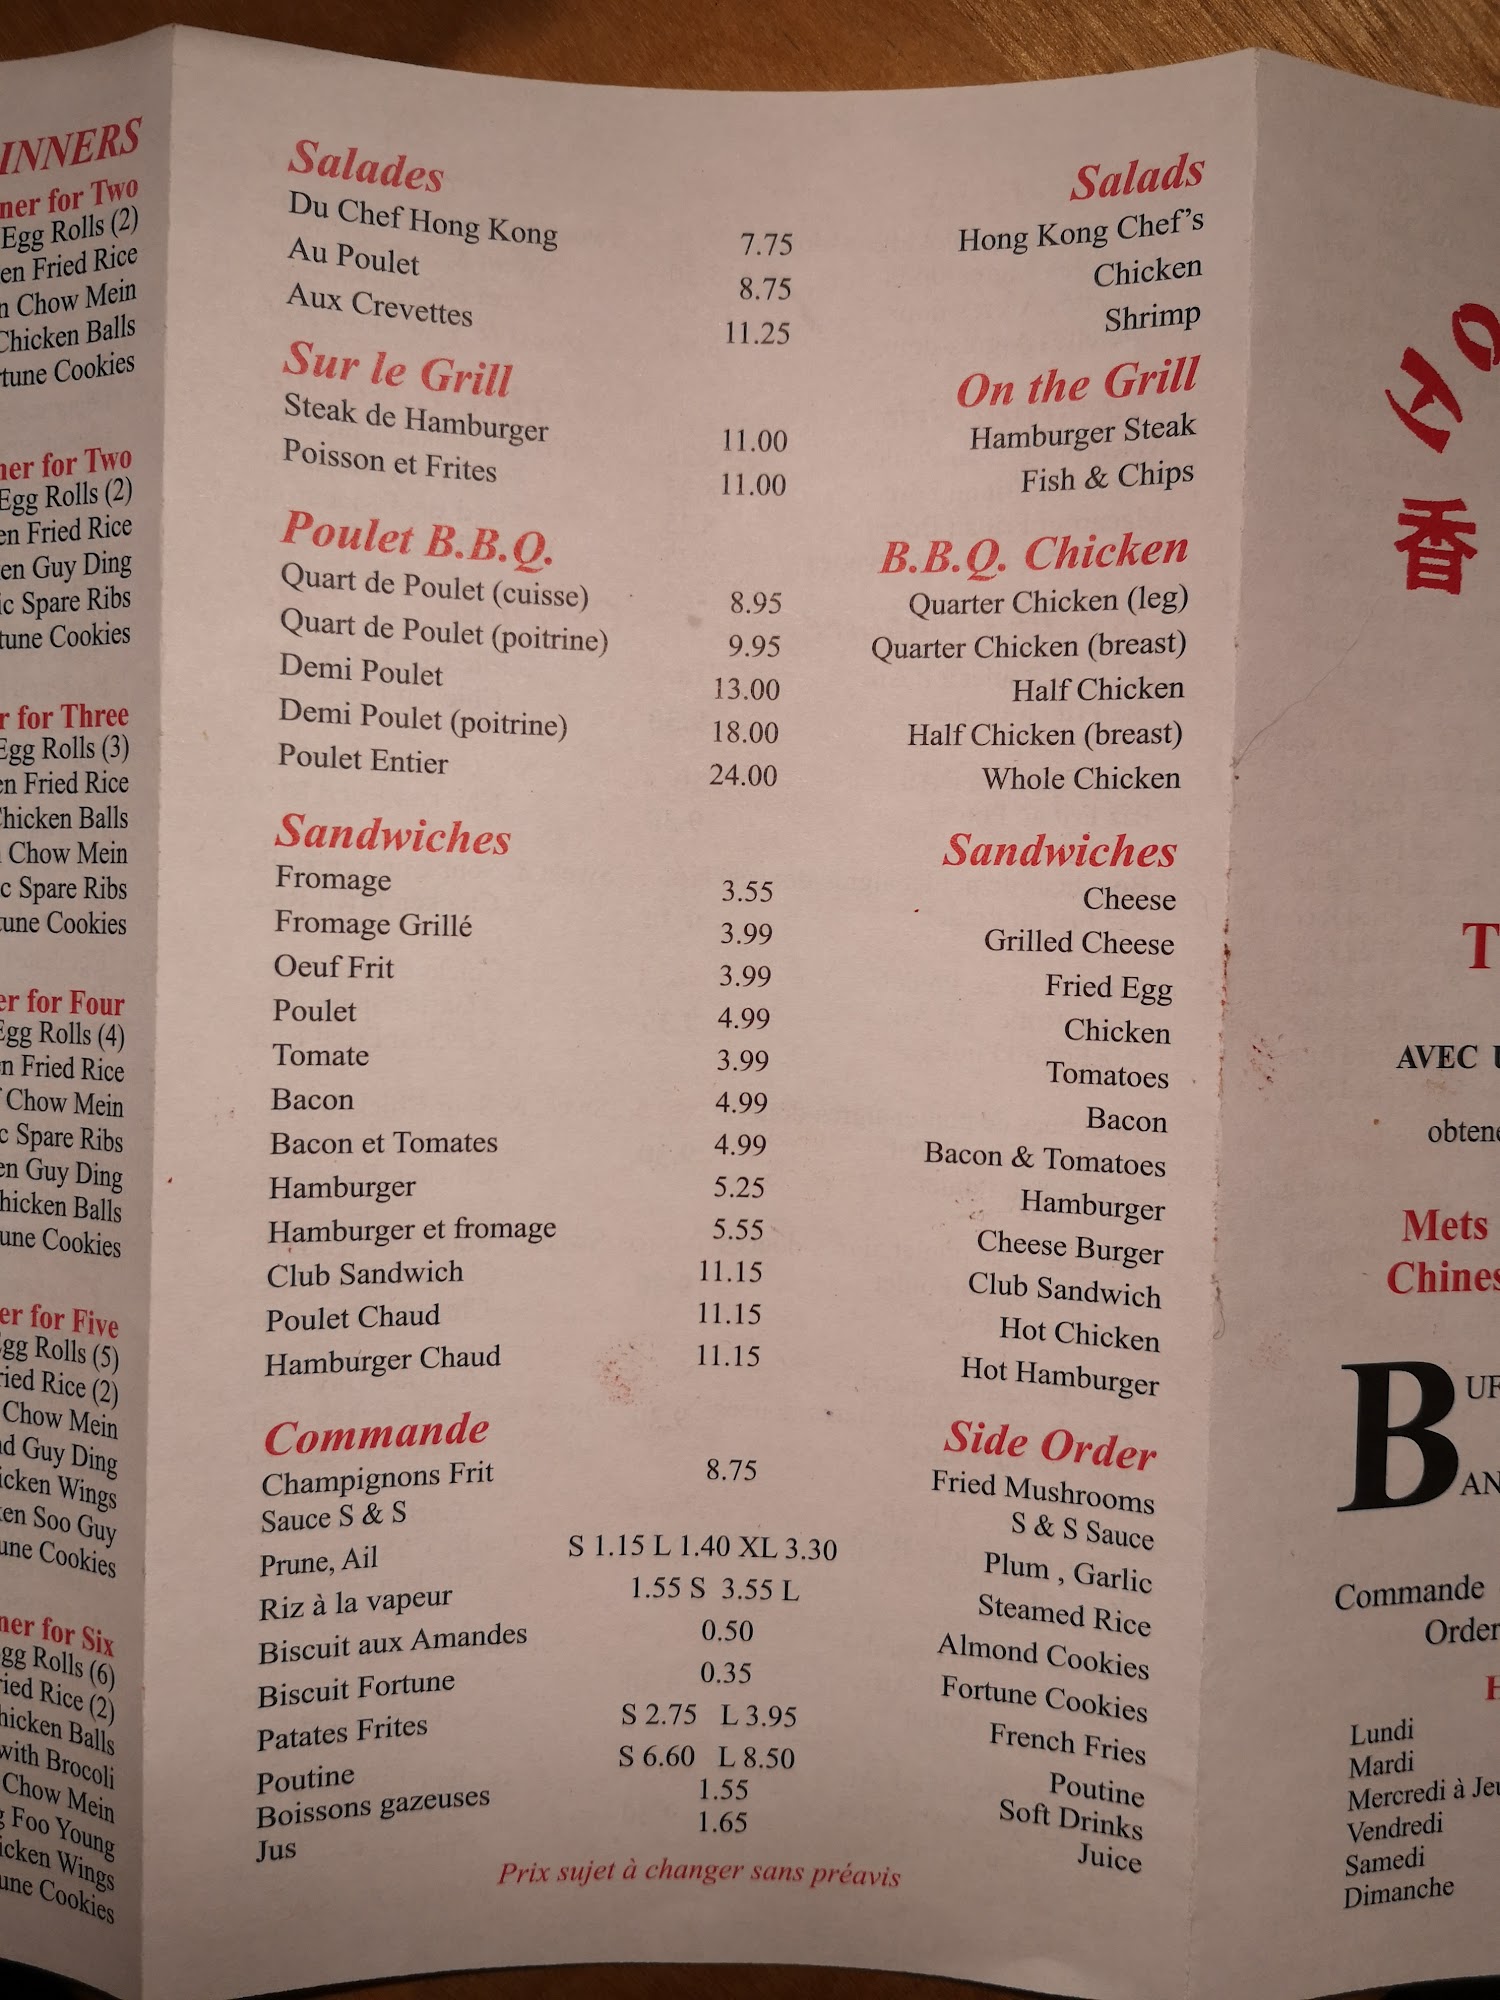 INNERS
ner for Two
Egg Rolls (2)
en Fried Rice
n Chow Mein
Chicken Balls
rtune Cookies
ner for Two
Egg Rolls (2)
en Fried Rice
en Guy Ding
ic Spare Ribs
tune Cookies
r for Three
Egg Rolls (3)
en Fried Rice
Chicken Balls
Chow Mein
c Spare Ribs
tune Cookies
er for Four
Egg Rolls (4)
n Fried Rice
Chow Mein
c Spare Ribs
en Guy Ding
hicken Balls
une Cookies
er for Five
gg Rolls (5)
ried Rice (2)
Chow Mein
d Guy Ding
icken Wings
en Soo Guy
une Cookies
ner for Six
gg Rolls (6)
ried Rice (2)
hicken Balls
with Brocoli
Chow Mein
g Foo Young
icken Wings
une Cookies
Salades Salads
Du Chef Hong Kong 7.75 Hong Kong Chef's
Au Poulet 8.75 Chicken
Aux Crevettes 11.25 Shrimp
Sur le Grill On the Grill
Steak de Hamburger 11.00 Hamburger Steak
Poisson et Frites 11.00 Fish & Chips
Poulet B.B.Q. B.B.Q. Chicken
Quart de Poulet (cuisse) 8.95 Quarter Chicken (leg)
Quart de Poulet (poitrine) 9.95 Quarter Chicken (breast)
Demi Poulet 13.00 Half Chicken
Demi Poulet (poitrine) 18.00 Half Chicken (breast)
Poulet Entier 24.00 Whole Chicken
Sandwiches Sandwiches
Fromage 3.55 Cheese
Fromage Grillé 3.99 Grilled Cheese
Oeuf Frit 3.99 Fried Egg
Poulet 4.99 Chicken
Tomate 3.99 Tomatoes
Bacon 4.99 Bacon
Bacon et Tomates 4.99 Bacon & Tomatoes
Hamburger 5.25 Hamburger
Hamburger et fromage 5.55 Cheese Burger
Club Sandwich 11.15 Club Sandwich
Poulet Chaud 11.15 Hot Chicken
Hamburger Chaud 11.15 Hot Hamburger
Commande Side Order
Champignons Frit 8.75 Fried Mushrooms
Sauce S & S S & S Sauce
Prune, Ail S 1.15 L 1.40 XL 3.30 Plum , Garlic
Riz à la vapeur 1.55 S 3.55 L Steamed Rice
Biscuit aux Amandes 0.50 Almond Cookies
Biscuit Fortune 0.35 Fortune Cookies
Patates Frites S 2.75 L 3.95 French Fries
Poutine S 6.60 L 8.50 Poutine
Boissons gazeuses 1.55 Soft Drinks
Jus 1.65 Juice
Prix sujet à changer sans préavis
香
T
AVEC U
obtene
Mets
Chines
BUF
AN
Commande
Order
H
Lundi
Mardi
Mercredi à Jeu
Vendredi
Samedi
Dimanche